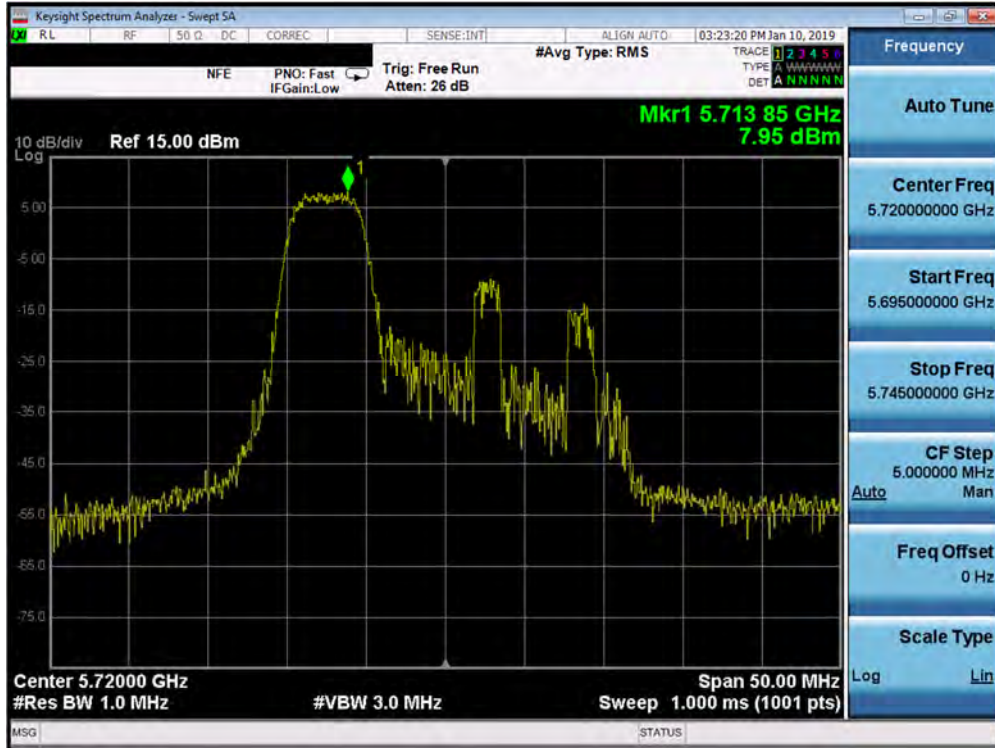 Keysight Spectrum Analyzer - Swept SA
LXI RL RF 50 Ω DC CORREC SENSE:INT ALIGN AUTO 03:23:20 PM Jan 10, 2019
#Avg Type: RMS
TRACE 1 2 3 4 5 6
TYPE A WWWWW
DET A N N N N N
NFE PNO: Fast Trig: Free Run
IFGain:Low Atten: 26 dB
Mkr1 5.713 85 GHz
7.95 dBm
10 dB/div Ref 15.00 dBm
Log
1
5.00
-5.00
-15.0
-25.0
-35.0
-45.0
-55.0
-65.0
-75.0
Center 5.72000 GHz Span 50.00 MHz
#Res BW 1.0 MHz #VBW 3.0 MHz Sweep 1.000 ms (1001 pts)
MSG STATUS
Frequency
Auto Tune
Center Freq
5.720000000 GHz
Start Freq
5.695000000 GHz
Stop Freq
5.745000000 GHz
CF Step
5.000000 MHz
Auto Man
Freq Offset
0 Hz
Scale Type
Log Lin